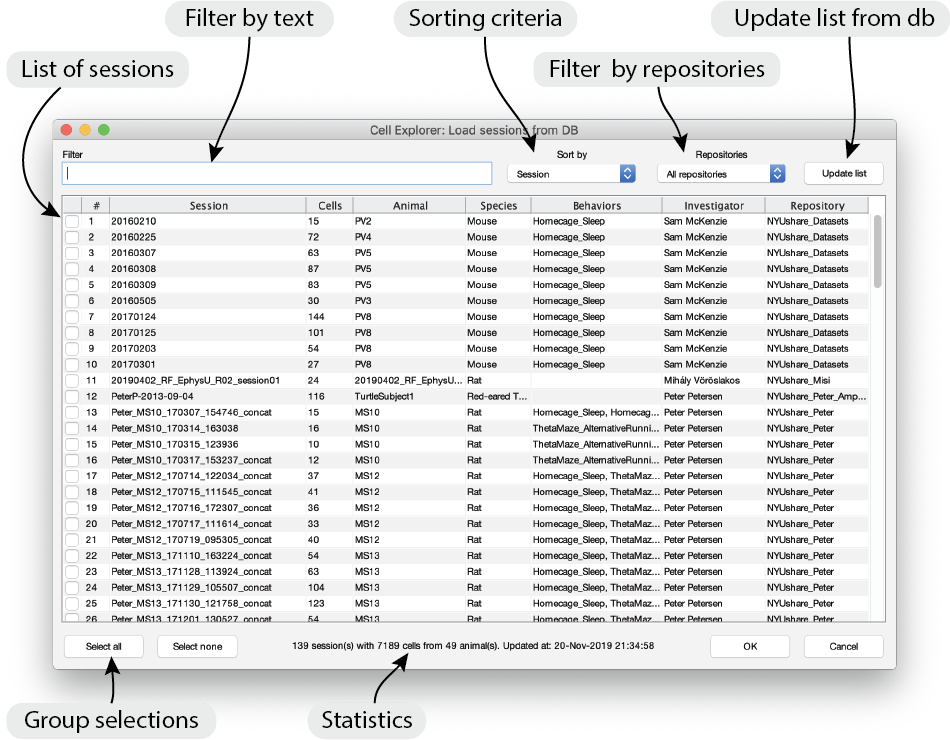 Filter by text
Sorting criteria
Update list from db
List of sessions
Filter by repositories
Cell Explorer: Load sessions from DB
Filter
Sort by
Repositories
Session
All repositories
Update list
# Session Cells Animal Species Behaviors Investigator Repository
1 20160210 15 PV2 Mouse Homecage_Sleep Sam McKenzie NYUshare_Datasets
2 20160225 72 PV4 Mouse Homecage_Sleep Sam McKenzie NYUshare_Datasets
3 20160307 63 PV5 Mouse Homecage_Sleep Sam McKenzie NYUshare_Datasets
4 20160308 87 PV5 Mouse Homecage_Sleep Sam McKenzie NYUshare_Datasets
5 20160309 83 PV5 Mouse Homecage_Sleep Sam McKenzie NYUshare_Datasets
6 20160505 30 PV3 Mouse Homecage_Sleep Sam McKenzie NYUshare_Datasets
7 20170124 144 PV8 Mouse Homecage_Sleep Sam McKenzie NYUshare_Datasets
8 20170125 101 PV8 Mouse Homecage_Sleep Sam McKenzie NYUshare_Datasets
9 20170203 54 PV8 Mouse Homecage_Sleep Sam McKenzie NYUshare_Datasets
10 20170301 27 PV8 Mouse Homecage_Sleep Sam McKenzie NYUshare_Datasets
11 20190402_RF_EphysU_R02_session01 24 20190402_RF_EphysU... Rat Mihály Vöröslakos NYUshare_Misi
12 PeterP-2013-09-04 116 TurtleSubject1 Red-eared T... Peter Petersen NYUshare_Peter_Amp...
13 Peter_MS10_170307_154746_concat 15 MS10 Rat Homecage_Sleep, Homecag... Peter Petersen NYUshare_Peter
14 Peter_MS10_170314_163038 16 MS10 Rat ThetaMaze_AlternativeRunni... Peter Petersen NYUshare_Peter
15 Peter_MS10_170315_123936 10 MS10 Rat ThetaMaze_AlternativeRunni... Peter Petersen NYUshare_Peter
16 Peter_MS10_170317_153237_concat 12 MS10 Rat ThetaMaze_AlternativeRunni... Peter Petersen NYUshare_Peter
17 Peter_MS12_170714_122034_concat 37 MS12 Rat Homecage_Sleep, ThetaMaz... Peter Petersen NYUshare_Peter
18 Peter_MS12_170715_111545_concat 41 MS12 Rat Homecage_Sleep, ThetaMaz... Peter Petersen NYUshare_Peter
19 Peter_MS12_170716_172307_concat 36 MS12 Rat Homecage_Sleep, ThetaMaz... Peter Petersen NYUshare_Peter
20 Peter_MS12_170717_111614_concat 33 MS12 Rat Homecage_Sleep, ThetaMaz... Peter Petersen NYUshare_Peter
21 Peter_MS12_170719_095305_concat 40 MS12 Rat Homecage_Sleep, ThetaMaz... Peter Petersen NYUshare_Peter
22 Peter_MS13_171110_163224_concat 54 MS13 Rat Homecage_Sleep, ThetaMaz... Peter Petersen NYUshare_Peter
23 Peter_MS13_171128_113924_concat 63 MS13 Rat Homecage_Sleep, ThetaMaz... Peter Petersen NYUshare_Peter
24 Peter_MS13_171129_105507_concat 104 MS13 Rat Homecage_Sleep, ThetaMaz... Peter Petersen NYUshare_Peter
25 Peter_MS13_171130_121758_concat 123 MS13 Rat Homecage_Sleep, ThetaMaz... Peter Petersen NYUshare_Peter
26 Peter_MS13_171201_130527_concat 54 MS13 Rat Homecage_Sleep, ThetaMaz... Peter Petersen NYUshare_Peter
Select all
Select none
139 session(s) with 7189 cells from 49 animal(s). Updated at: 20-Nov-2019 21:34:58
OK
Cancel
Group selections
Statistics